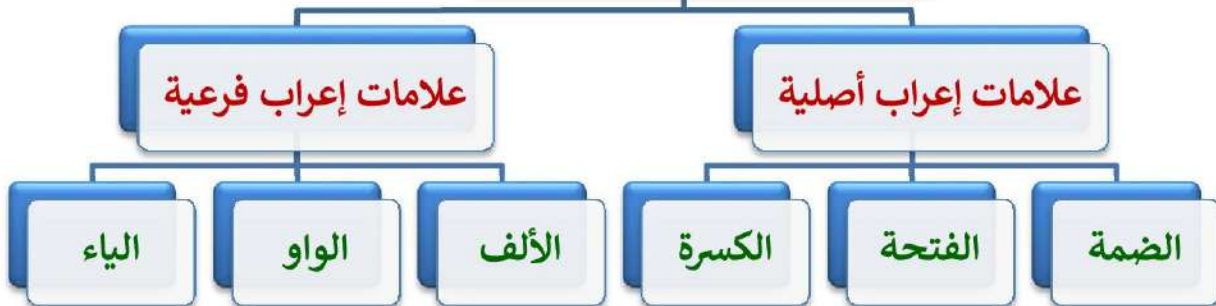 علامات إعراب أصلية
علامات إعراب فرعية
الضمة
الفتحة
الكسرة
الألف
الواو
الياء